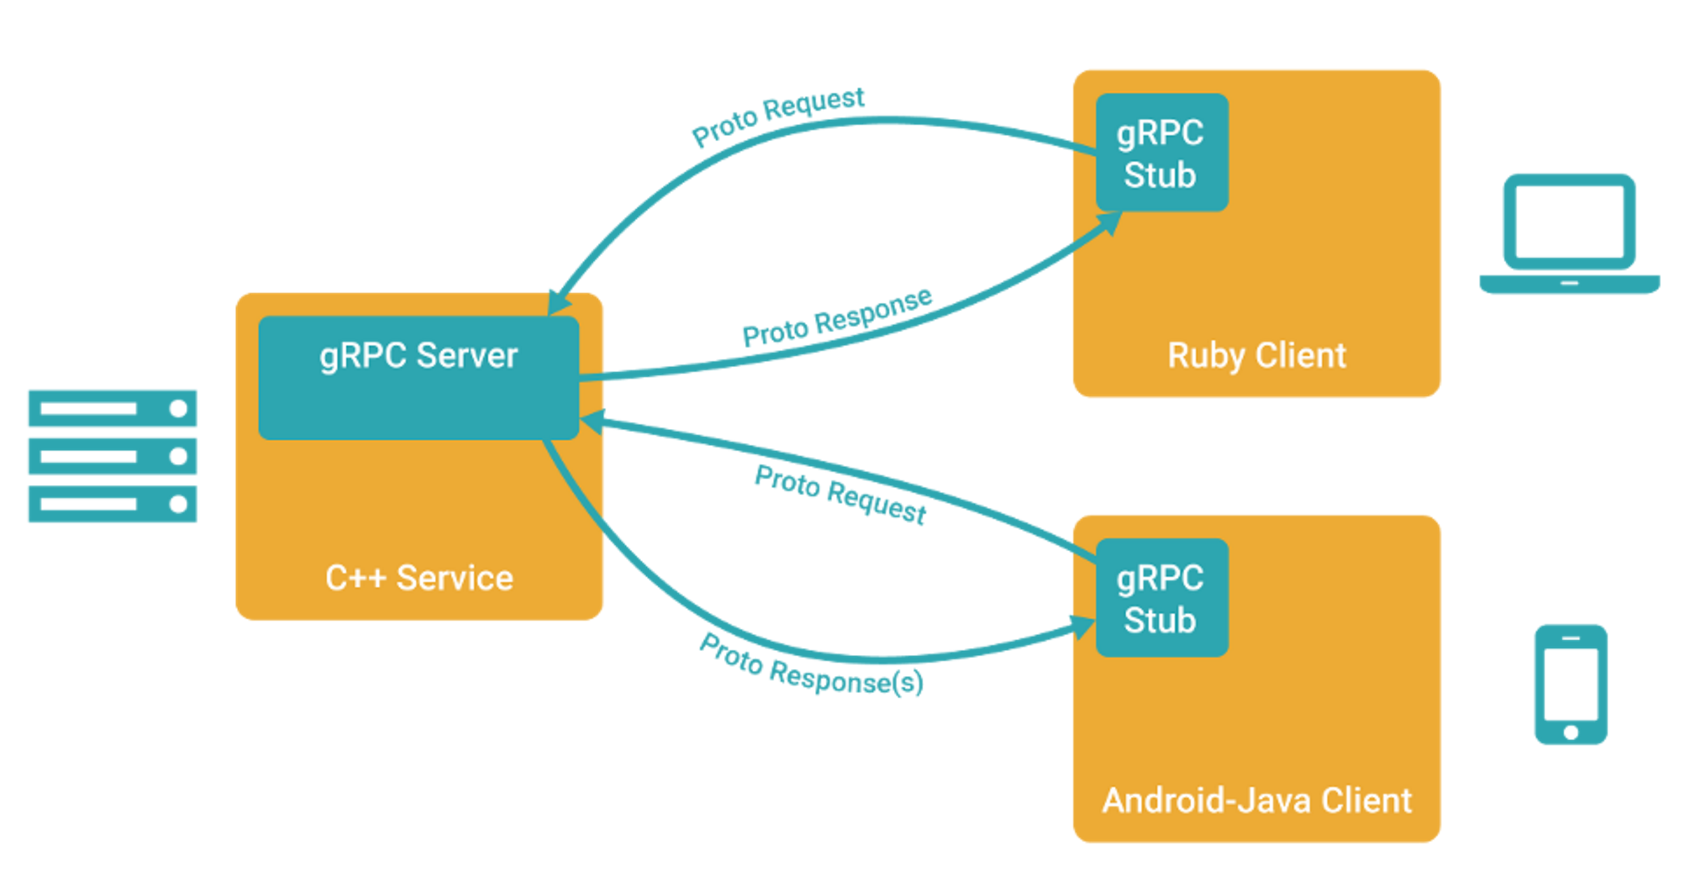 Proto Request
gRPC
Stub
Proto Response
Ruby Client
gRPC Server
C++ Service
Proto Request
gRPC
Stub
Proto Response(s)
Android-Java Client